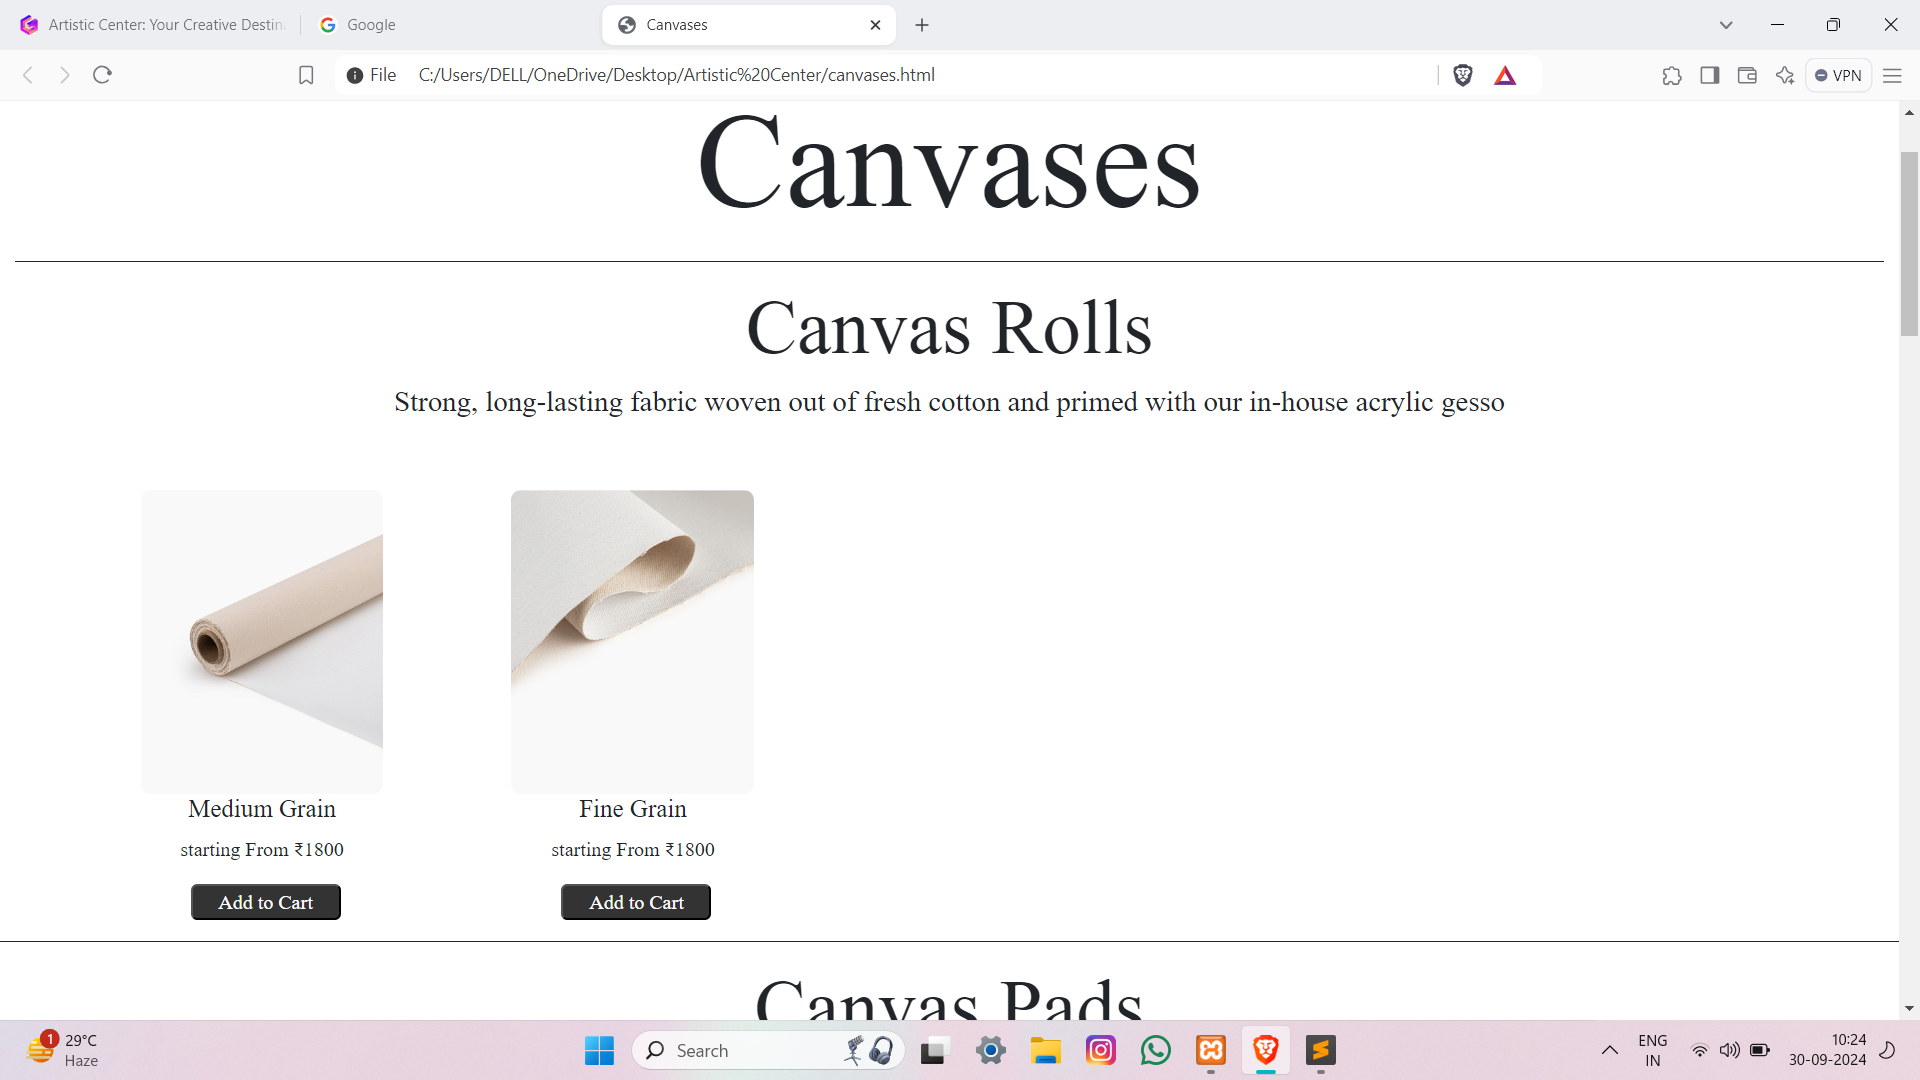 Artistic Center: Your Creative Destin
Google
Canvases
File
C:/Users/DELL/OneDrive/Desktop/Artistic%20Center/canvases.html
VPN
Canvases
Canvas Rolls
Strong, long-lasting fabric woven out of fresh cotton and primed with our in-house acrylic gesso
Medium Grain
starting From ₹1800
Add to Cart
Fine Grain
starting From ₹1800
Add to Cart
Canvas Pads
1
29°C
Haze
Search
ENG
IN
10:24
30-09-2024